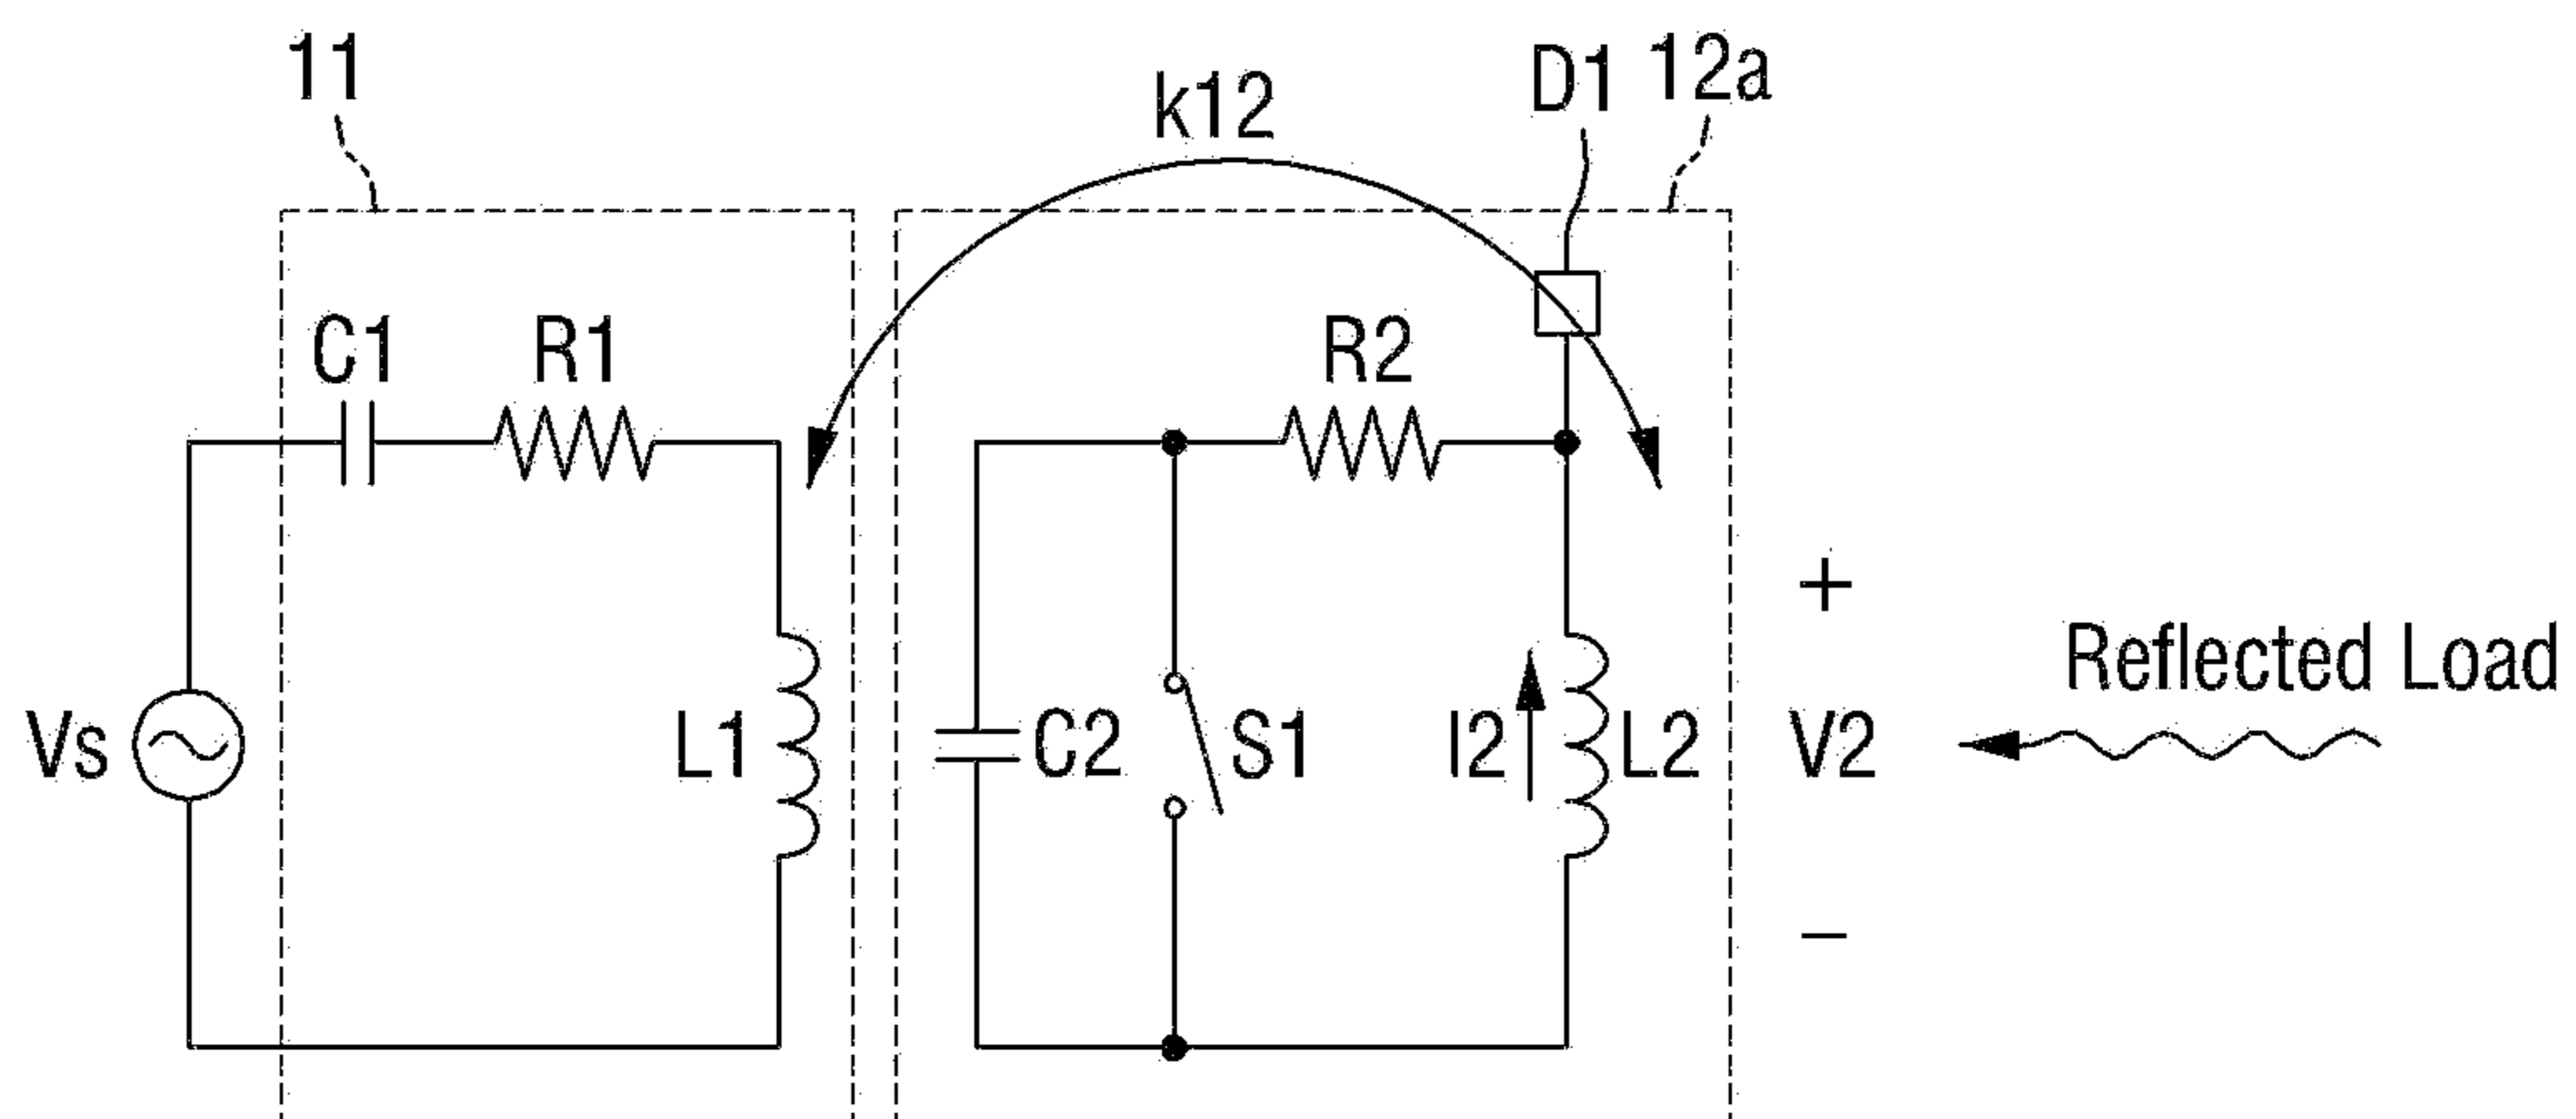 11
k12
D1
12a
C1
R1
R2
Vs
L1
C2
S1
I2
L2
+
V2
−
Reflected Load